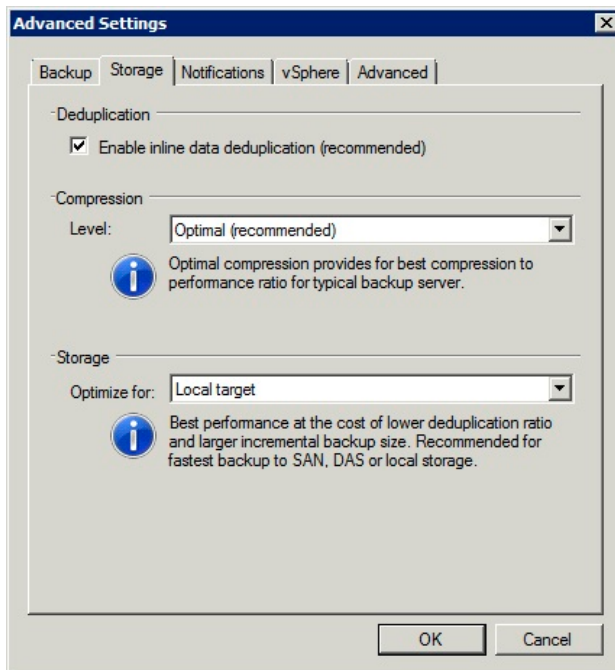 Advanced Settings
Backup Storage Notifications vSphere Advanced
Deduplication
Enable inline data deduplication (recommended)
Compression
Level: Optimal (recommended)
Optimal compression provides for best compression to
performance ratio for typical backup server.
Storage
Optimize for: Local target
Best performance at the cost of lower deduplication ratio
and larger incremental backup size. Recommended for
fastest backup to SAN, DAS or local storage.
OK Cancel